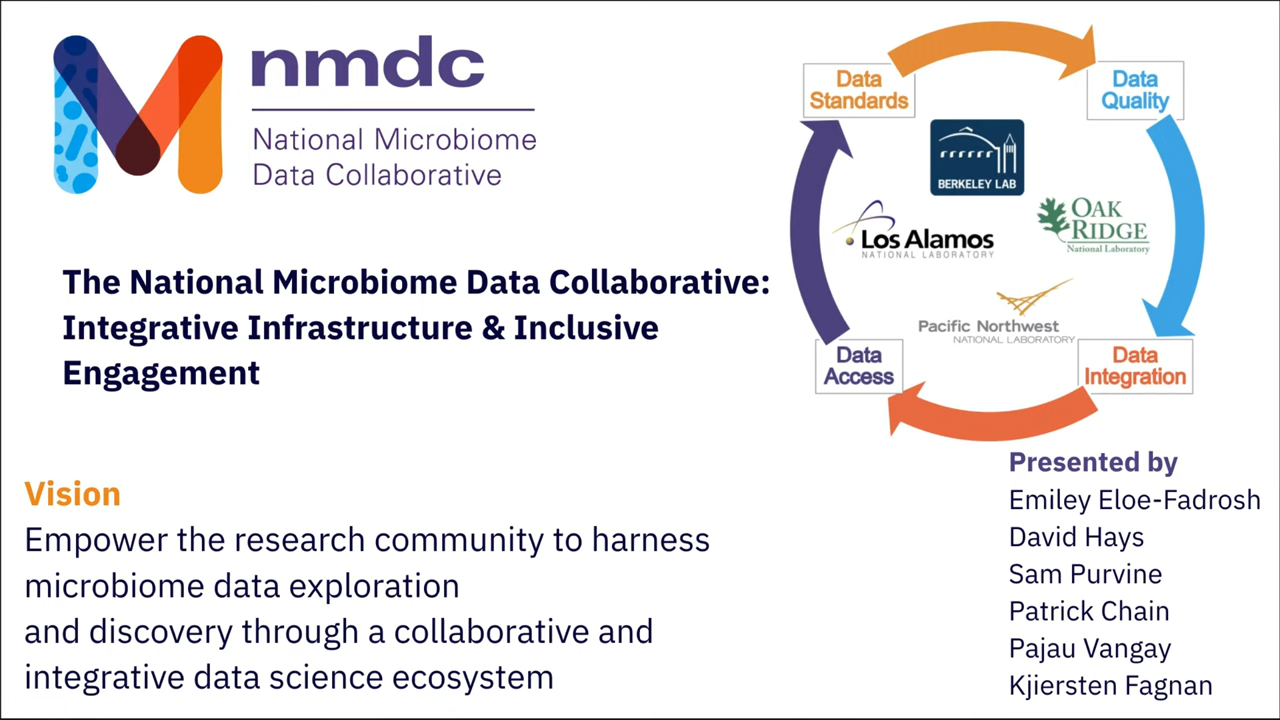 nmdc
National Microbiome
Data Collaborative
The National Microbiome Data Collaborative:
Integrative Infrastructure & Inclusive
Engagement
Vision
Empower the research community to harness
microbiome data exploration
and discovery through a collaborative and
integrative data science ecosystem
Data
Standards
Data
Quality
BERKELEY LAB
Los Alamos
NATIONAL LABORATORY
OAK
RIDGE
National Laboratory
Pacific Northwest
NATIONAL LABORATORY
Data
Access
Data
Integration
Presented by
Emiley Eloe-Fadrosh
David Hays
Sam Purvine
Patrick Chain
Pajau Vangay
Kjiersten Fagnan